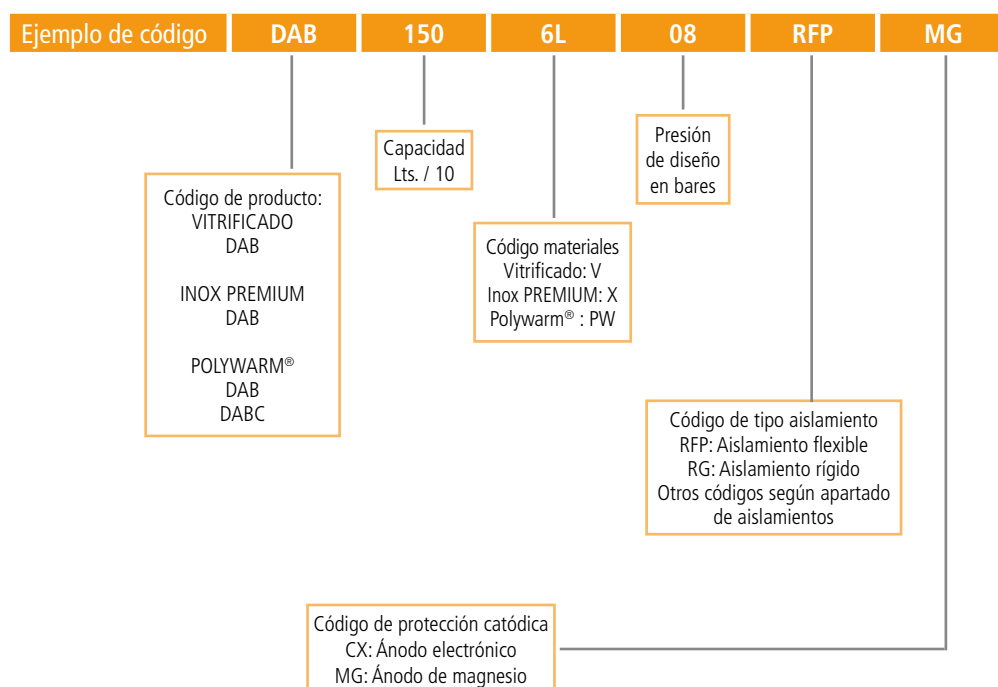 Ejemplo de código DAB 150 6L 08 RFP MG
Capacidad
Lts. / 10
Presión
de diseño
en bares
Código de producto:
VITRIFICADO
DAB
INOX PREMIUM
DAB
POLYWARM®
DAB
DABC
Código materiales
Vitrificado: V
Inox PREMIUM: X
Polywarm® : PW
Código de tipo aislamiento
RFP: Aislamiento flexible
RG: Aislamiento rígido
Otros códigos según apartado
de aislamientos
Código de protección catódica
CX: Ánodo electrónico
MG: Ánodo de magnesio